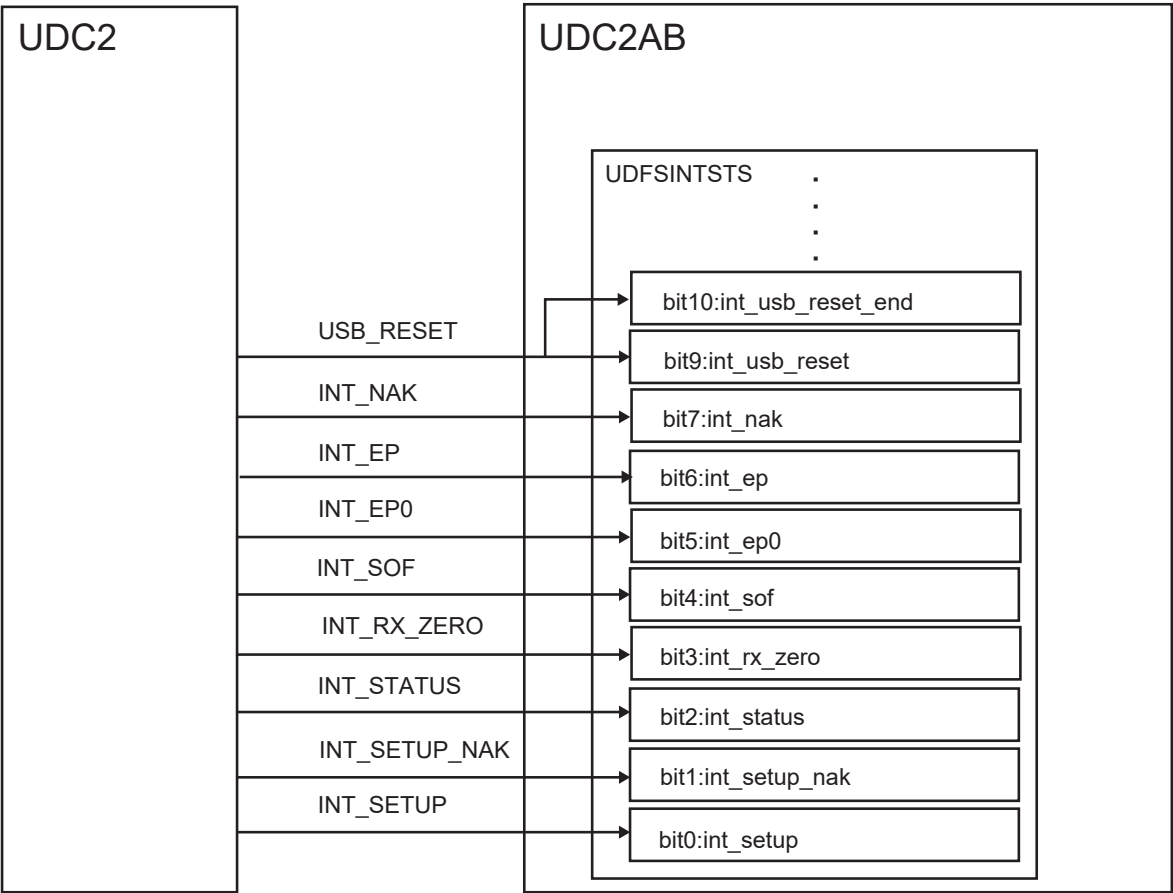 UDC2
UDC2AB
UDFSINTSTS
bit10:int_usb_reset_end
USB_RESET
bit9:int_usb_reset
INT_NAK
bit7:int_nak
INT_EP
bit6:int_ep
INT_EP0
bit5:int_ep0
INT_SOF
bit4:int_sof
INT_RX_ZERO
bit3:int_rx_zero
INT_STATUS
bit2:int_status
INT_SETUP_NAK
bit1:int_setup_nak
INT_SETUP
bit0:int_setup